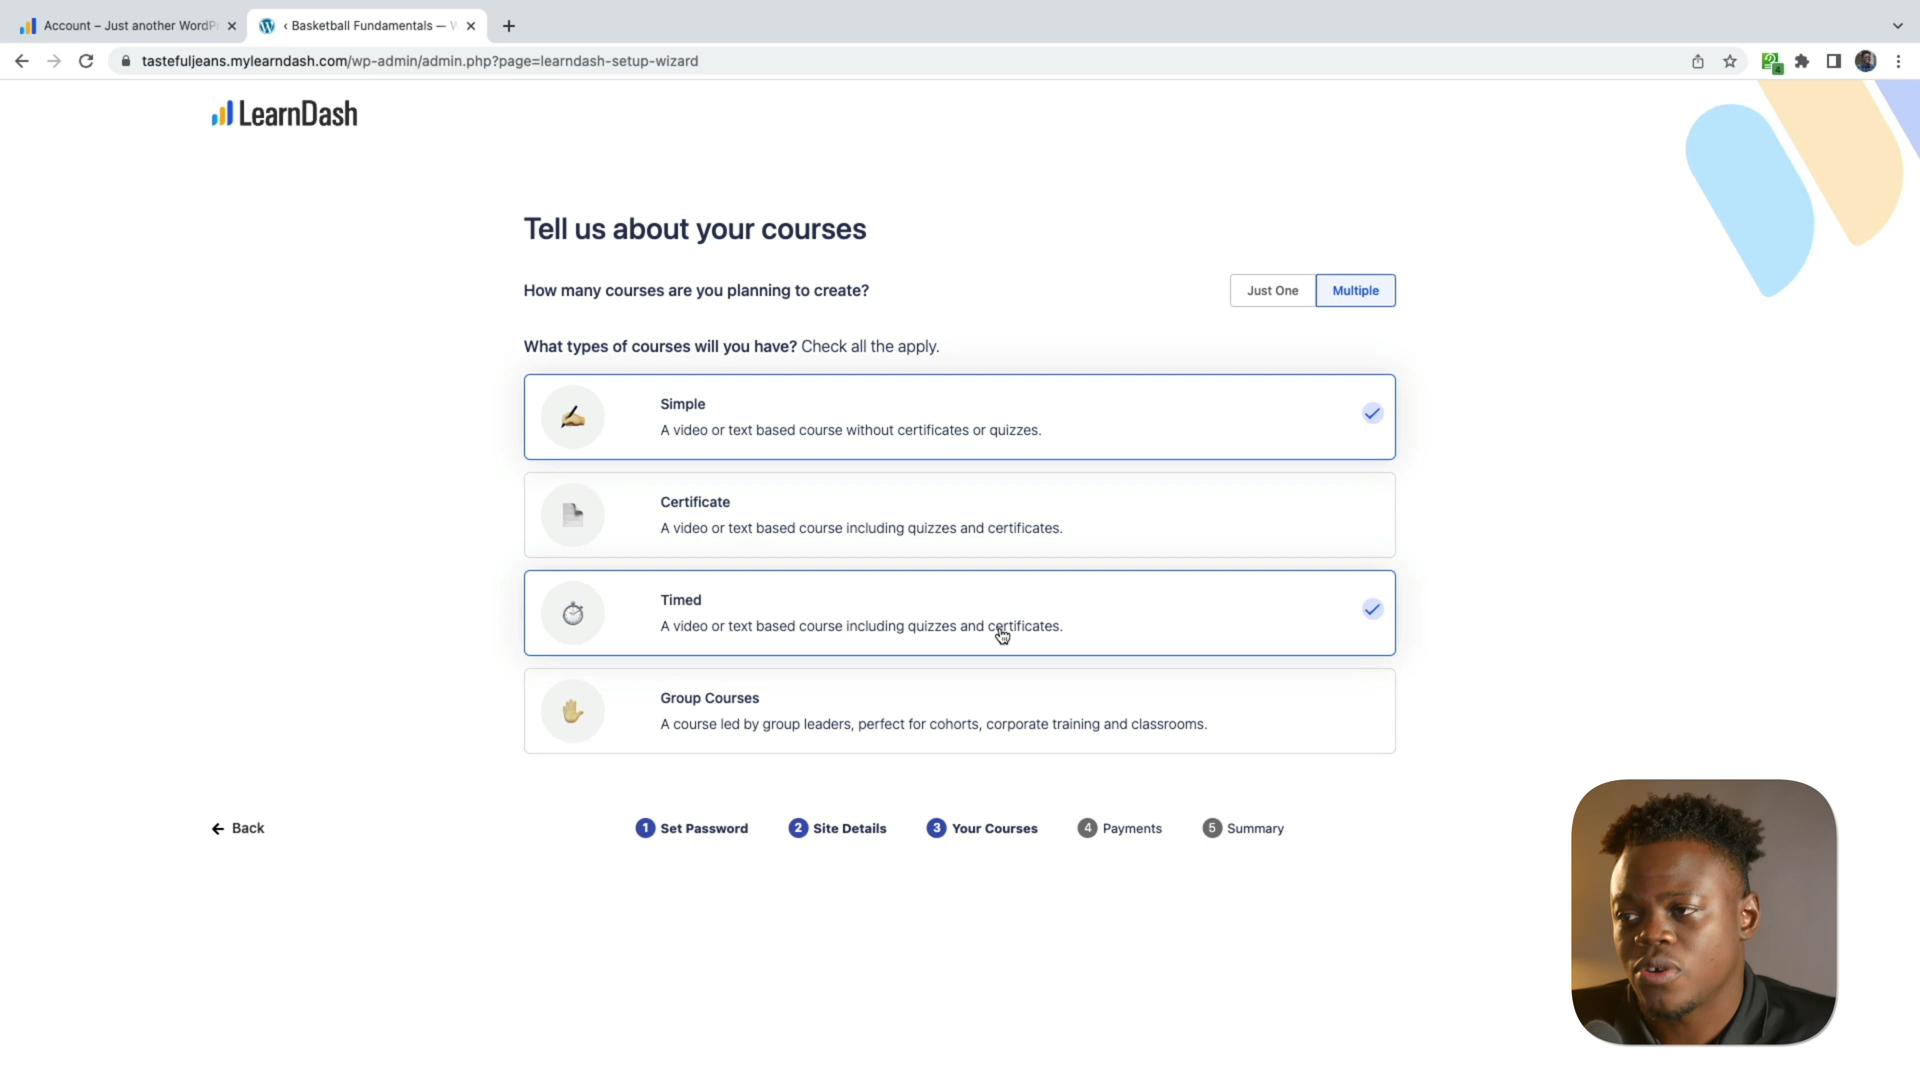 Account – Just another WordPr
‹ Basketball Fundamentals — W
tastefuljeans.mylearndash.com/wp-admin/admin.php?page=learndash-setup-wizard
4
LearnDash
Tell us about your courses
How many courses are you planning to create?
Just One
Multiple
What types of courses will you have? Check all the apply.
Simple
A video or text based course without certificates or quizzes.
Certificate
A video or text based course including quizzes and certificates.
Timed
A video or text based course including quizzes and certificates.
Group Courses
A course led by group leaders, perfect for cohorts, corporate training and classrooms.
Back
1 Set Password
2 Site Details
3 Your Courses
4 Payments
5 Summary